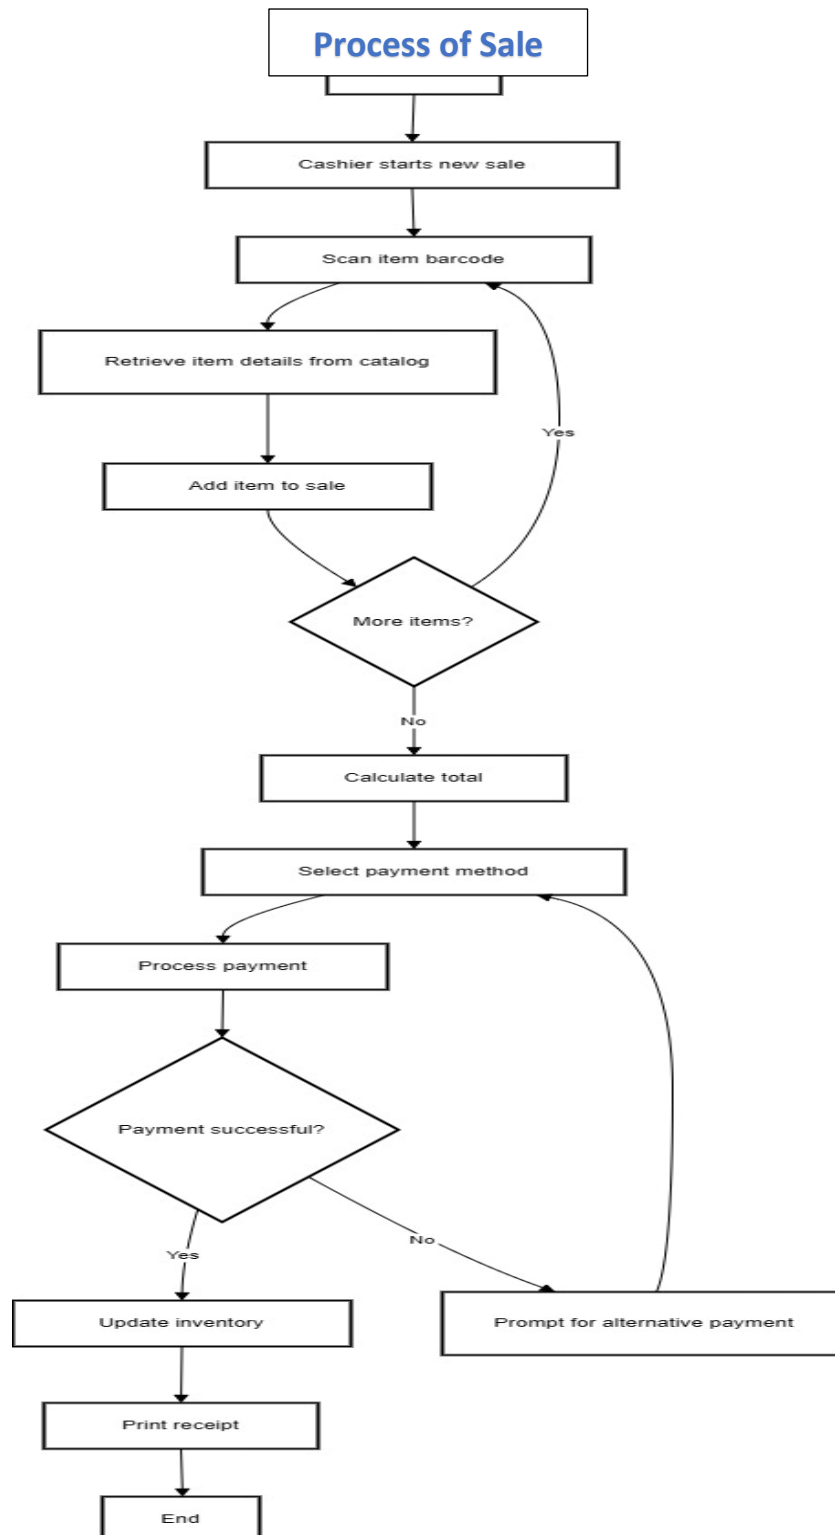 Process of Sale
Cashier starts new sale
Scan item barcode
Retrieve item details from catalog
Yes
Add item to sale
More items?
No
Calculate total
Select payment method
Process payment
Payment successful?
No
Yes
Update inventory
Prompt for alternative payment
Print receipt
End